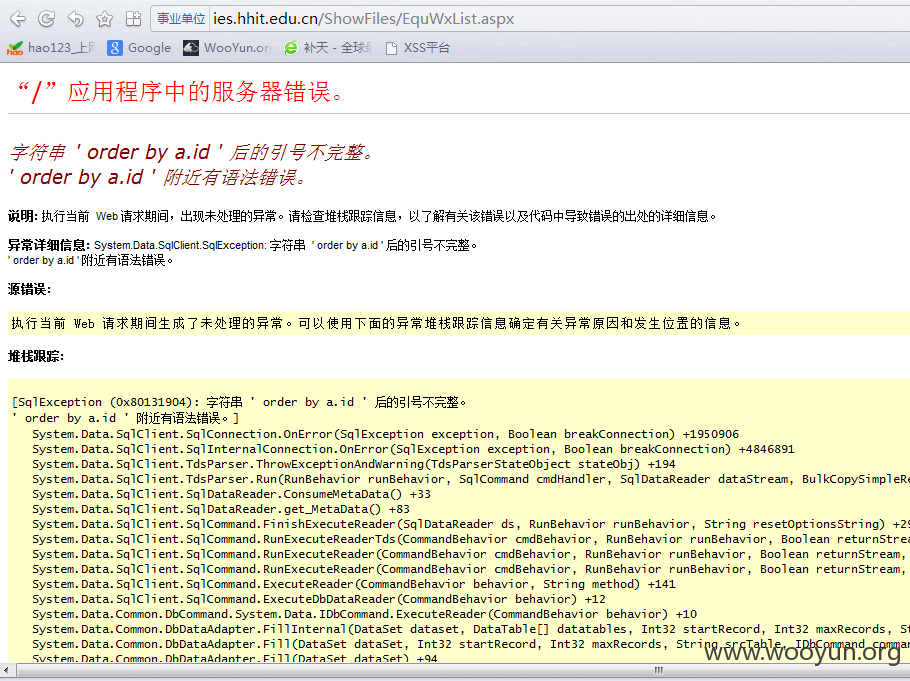 事业单位 ies.hhit.edu.cn/ShowFiles/EquWxList.aspx
hao123_上网 Google WooYun.org 补天 - 全球 XSS平台
“/”应用程序中的服务器错误。
字符串 ' order by a.id ' 后的引号不完整。
' order by a.id ' 附近有语法错误。
说明: 执行当前 Web 请求期间，出现未处理的异常。请检查堆栈跟踪信息，以了解有关该错误以及代码中导致错误的出处的详细信息。
异常详细信息: System.Data.SqlClient.SqlException: 字符串 ' order by a.id ' 后的引号不完整。
' order by a.id ' 附近有语法错误。
源错误:
执行当前 Web 请求期间生成了未处理的异常。可以使用下面的异常堆栈跟踪信息确定有关异常原因和发生位置的信息。
堆栈跟踪:
[SqlException (0x80131904): 字符串 ' order by a.id ' 后的引号不完整。
' order by a.id ' 附近有语法错误。]
System.Data.SqlClient.SqlConnection.OnError(SqlException exception, Boolean breakConnection) +1950906
System.Data.SqlClient.SqlInternalConnection.OnError(SqlException exception, Boolean breakConnection) +4846891
System.Data.SqlClient.TdsParser.ThrowExceptionAndWarning(TdsParserStateObject stateObj) +194
System.Data.SqlClient.TdsParser.Run(RunBehavior runBehavior, SqlCommand cmdHandler, SqlDataReader dataStream, BulkCopySimpleRe
System.Data.SqlClient.SqlDataReader.ConsumeMetaData() +33
System.Data.SqlClient.SqlDataReader.get_MetaData() +83
System.Data.SqlClient.SqlCommand.FinishExecuteReader(SqlDataReader ds, RunBehavior runBehavior, String resetOptionsString) +29
System.Data.SqlClient.SqlCommand.RunExecuteReaderTds(CommandBehavior cmdBehavior, RunBehavior runBehavior, Boolean returnStrea
System.Data.SqlClient.SqlCommand.RunExecuteReader(CommandBehavior cmdBehavior, RunBehavior runBehavior, Boolean returnStream,
System.Data.SqlClient.SqlCommand.RunExecuteReader(CommandBehavior cmdBehavior, RunBehavior runBehavior, Boolean returnStream,
System.Data.SqlClient.SqlCommand.ExecuteReader(CommandBehavior behavior, String method) +141
System.Data.SqlClient.SqlCommand.ExecuteDbDataReader(CommandBehavior behavior) +12
System.Data.Common.DbCommand.System.Data.IDbCommand.ExecuteReader(CommandBehavior behavior) +10
System.Data.Common.DbDataAdapter.FillInternal(DataSet dataset, DataTable[] datatables, Int32 startRecord, Int32 maxRecords, St
System.Data.Common.DbDataAdapter.Fill(DataSet dataSet, Int32 startRecord, Int32 maxRecords, String srcTable, IDbCommand comma
System.Data.Common.DbDataAdapter.Fill(DataSet dataSet) +94
www.wooyun.org